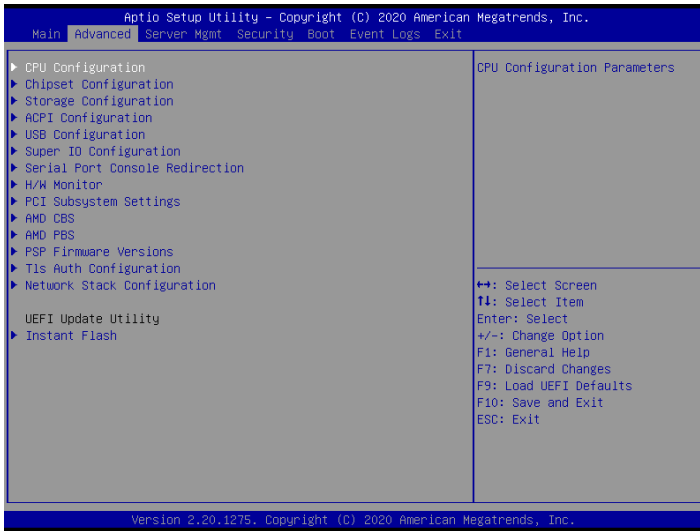 Aptio Setup Utility – Copyright (C) 2020 American Megatrends, Inc.
Main Advanced Server Mgmt Security Boot Event Logs Exit
CPU Configuration
Chipset Configuration
Storage Configuration
ACPI Configuration
USB Configuration
Super IO Configuration
Serial Port Console Redirection
H/W Monitor
PCI Subsystem Settings
AMD CBS
AMD PBS
PSP Firmware Versions
Tls Auth Configuration
Network Stack Configuration
UEFI Update Utility
Instant Flash
CPU Configuration Parameters
↔: Select Screen
↑↓: Select Item
Enter: Select
+/-: Change Option
F1: General Help
F7: Discard Changes
F9: Load UEFI Defaults
F10: Save and Exit
ESC: Exit
Version 2.20.1275. Copyright (C) 2020 American Megatrends, Inc.